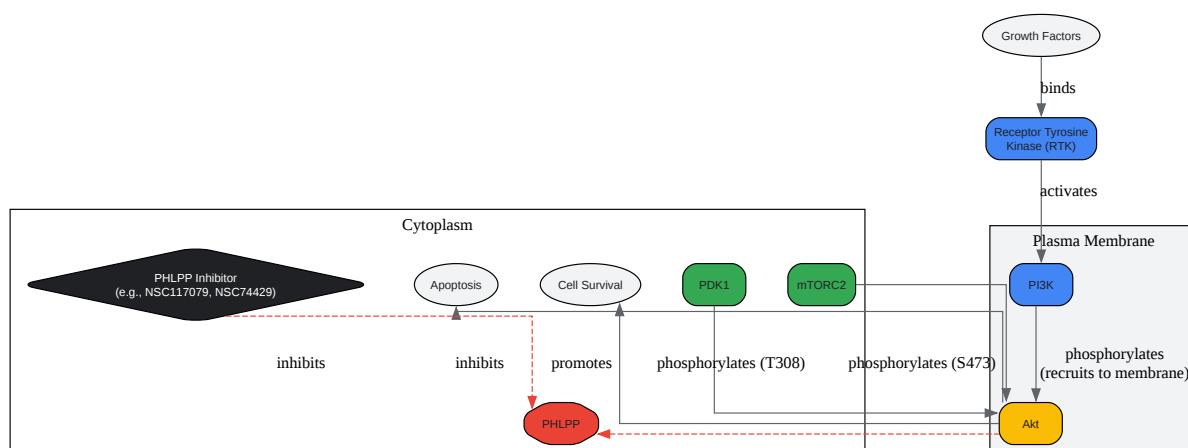 Growth Factors
binds
Receptor Tyrosine
Kinase (RTK)
activates
Cytoplasm
Plasma Membrane
PHLPP Inhibitor
(e.g., NSC117079, NSC74429)
Apoptosis
Cell Survival
PDK1
mTORC2
PI3K
inhibits
inhibits
promotes
phosphorylates (T308)
phosphorylates (S473)
phosphorylates
(recruits to membrane)
PHLPP
Akt